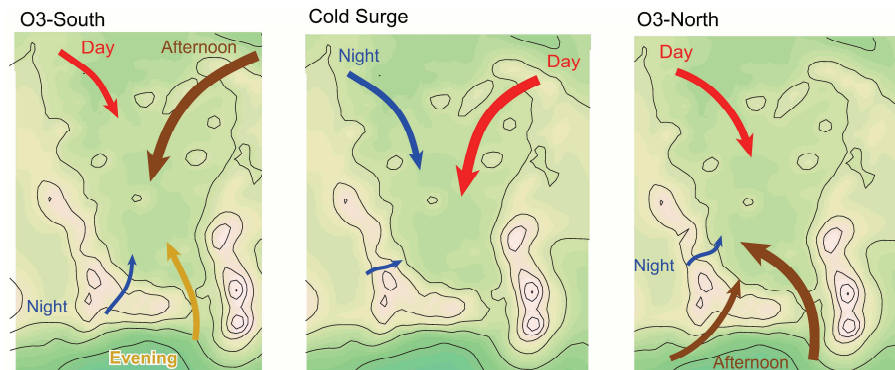 O3-South
Day
Afternoon
Night
Evening
Cold Surge
Night
Day
O3-North
Day
Night
Afternoon